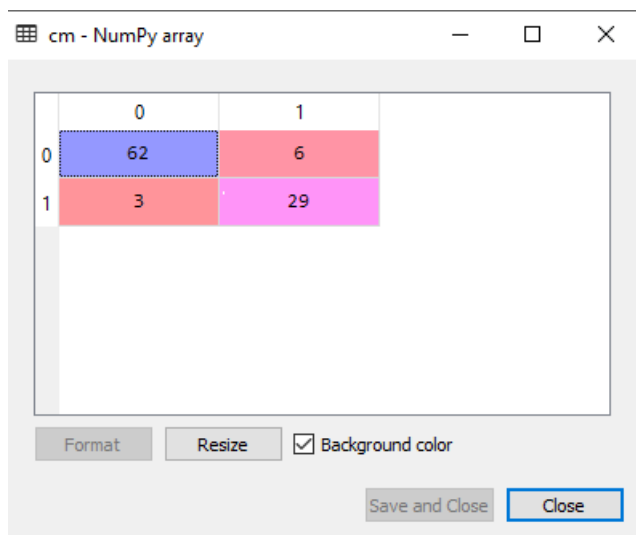 cm - NumPy array
0 1
0 62 6
1 3 29
Format Resize Background color
Save and Close Close